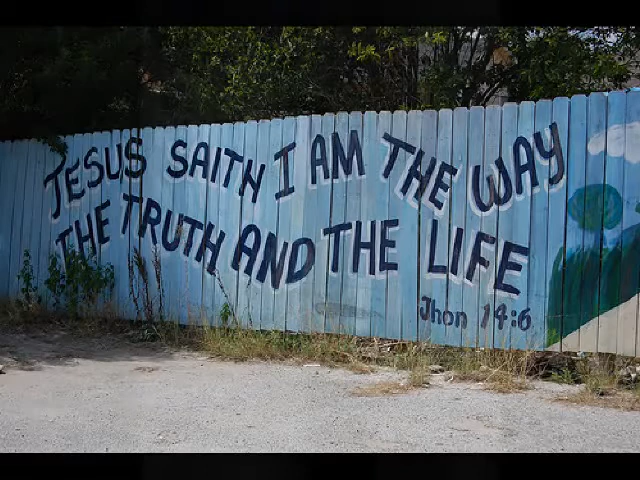 JESUS SAITH I AM THE WAY
THE TRUTH AND THE LIFE
Jhon 14:6